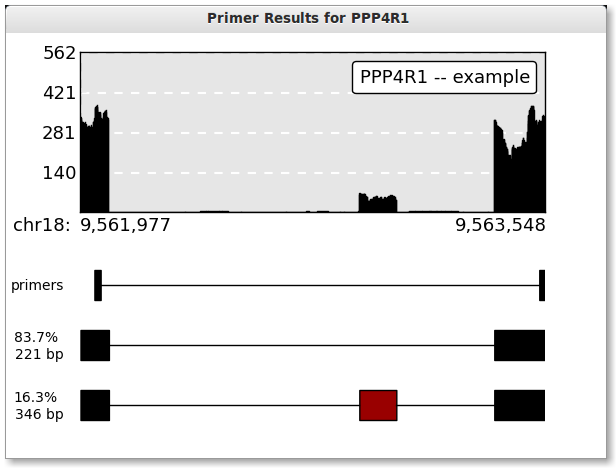 Primer Results for PPP4R1
562
PPP4R1 -- example
421
281
140
chr18: 9,561,977 9,563,548
primers
83.7%
221 bp
16.3%
346 bp